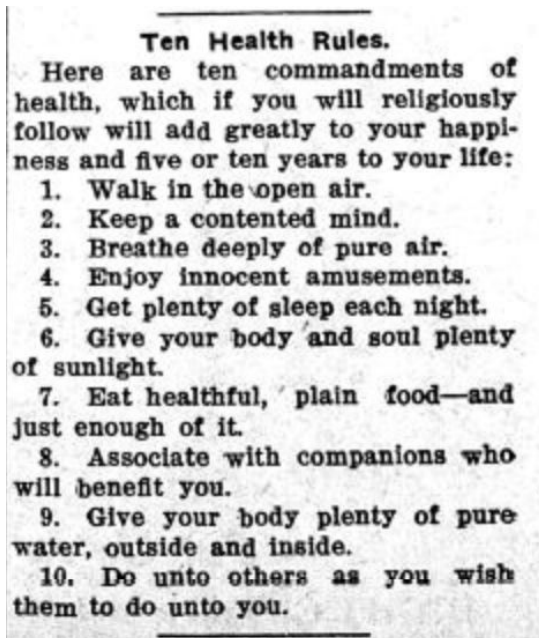 Ten Health Rules.
Here are ten commandments of
health, which if you will religiously
follow will add greatly to your happi-
ness and five or ten years to your life:
1. Walk in the open air.
2. Keep a contented mind.
3. Breathe deeply of pure air.
4. Enjoy innocent amusements.
5. Get plenty of sleep each night.
6. Give your body and soul plenty
of sunlight.
7. Eat healthful, plain food—and
just enough of it.
8. Associate with companions who
will benefit you.
9. Give your body plenty of pure
water, outside and inside.
10. Do unto others as you wish
them to do unto you.